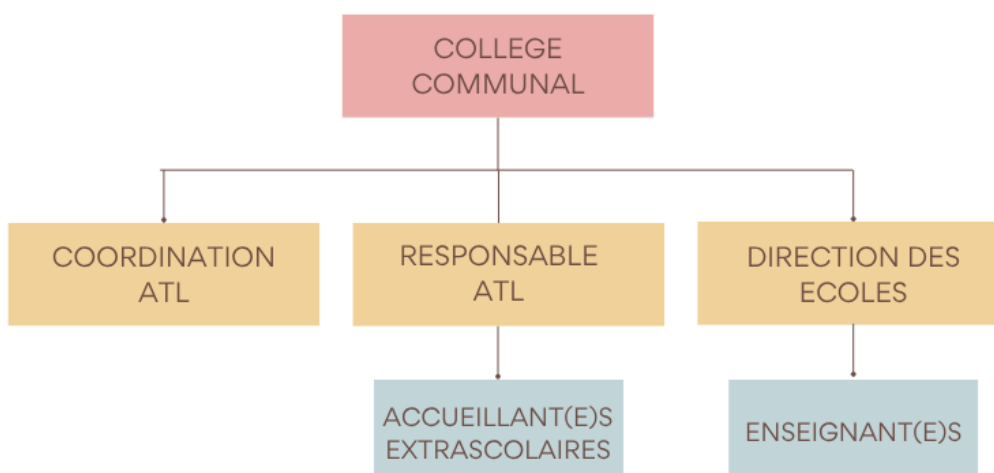 COLLEGE
COMMUNAL
COORDINATION
ATL
RESPONSABLE
ATL
DIRECTION DES
ECOLES
ACCUEILLANT(E)S
EXTRASCOLAIRES
ENSEIGNANT(E)S